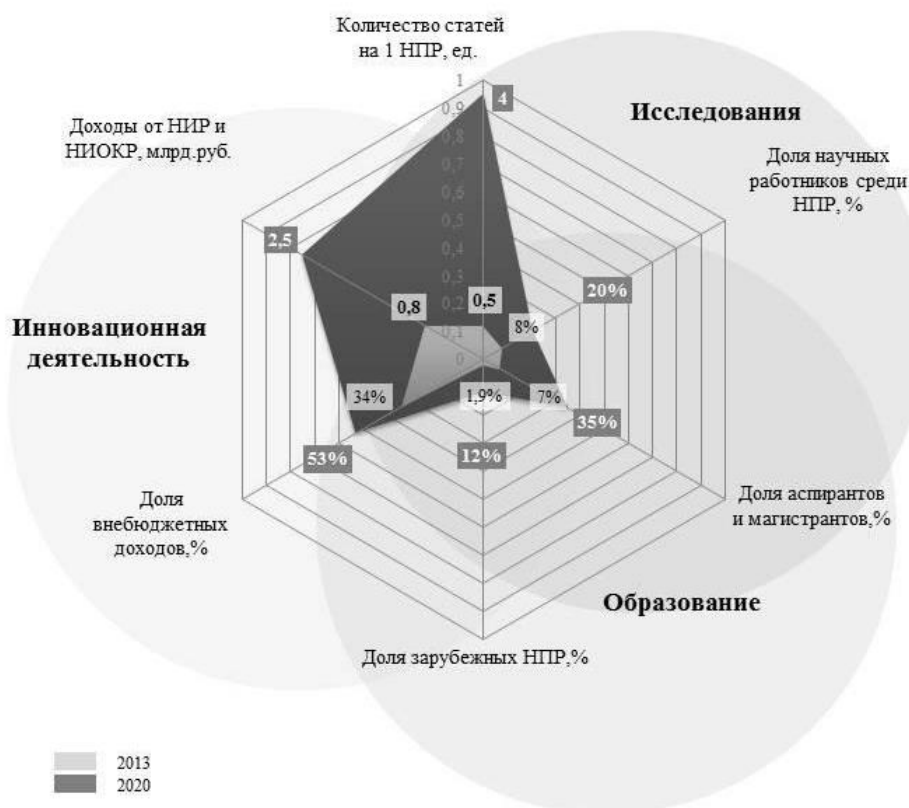 Количество статей
на 1 НПР, ед.
1
4
0,9
0,8
0,7
0,6
0,5
0,4
0,3
0,2
0,1
0
Исследования
Доходы от НИР и
НИОКР, млрд.руб.
Доля научных
работников среди
НПР, %
2,5
20%
0,8
0,5
8%
Инновационная
деятельность
34%
1,9%
7%
35%
53%
12%
Доля
внебюджетных
доходов,%
Доля аспирантов
и магистрантов,%
Образование
Доля зарубежных НПР,%
2013
2020